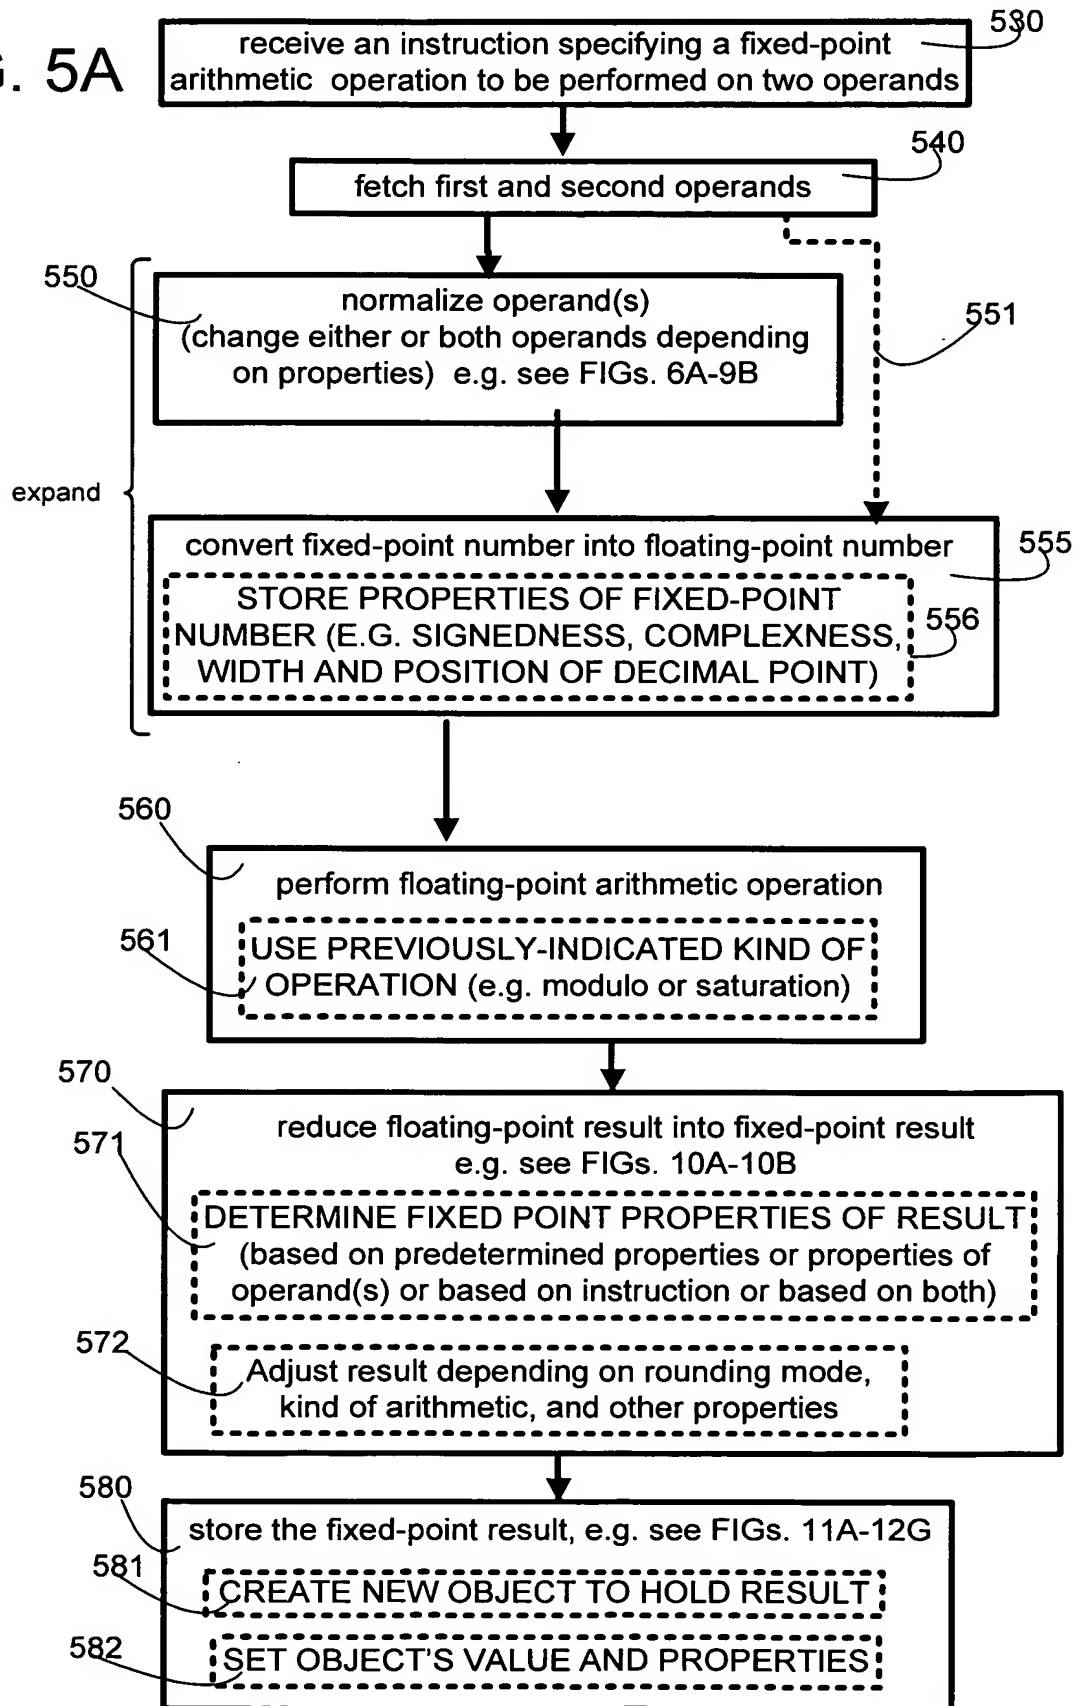 . 5A
530
receive an instruction specifying a fixed-point
arithmetic operation to be performed on two operands
540
fetch first and second operands
550
normalize operand(s)
(change either or both operands depending
on properties) e.g. see FIGs. 6A-9B
551
expand
convert fixed-point number into floating-point number
555
STORE PROPERTIES OF FIXED-POINT
NUMBER (E.G. SIGNEDNESS, COMPLEXNESS,
WIDTH AND POSITION OF DECIMAL POINT)
556
560
perform floating-point arithmetic operation
561
USE PREVIOUSLY-INDICATED KIND OF
OPERATION (e.g. modulo or saturation)
570
reduce floating-point result into fixed-point result
e.g. see FIGs. 10A-10B
571
DETERMINE FIXED POINT PROPERTIES OF RESULT
(based on predetermined properties or properties of
operand(s) or based on instruction or based on both)
572
Adjust result depending on rounding mode,
kind of arithmetic, and other properties
580
store the fixed-point result, e.g. see FIGs. 11A-12G
581
CREATE NEW OBJECT TO HOLD RESULT
582
SET OBJECT'S VALUE AND PROPERTIES